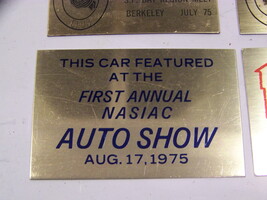 BERKELEY JULY 75
THIS CAR FEATURED
AT THE
FIRST ANNUAL
NASIAC
AUTO SHOW
AUG. 17, 1975